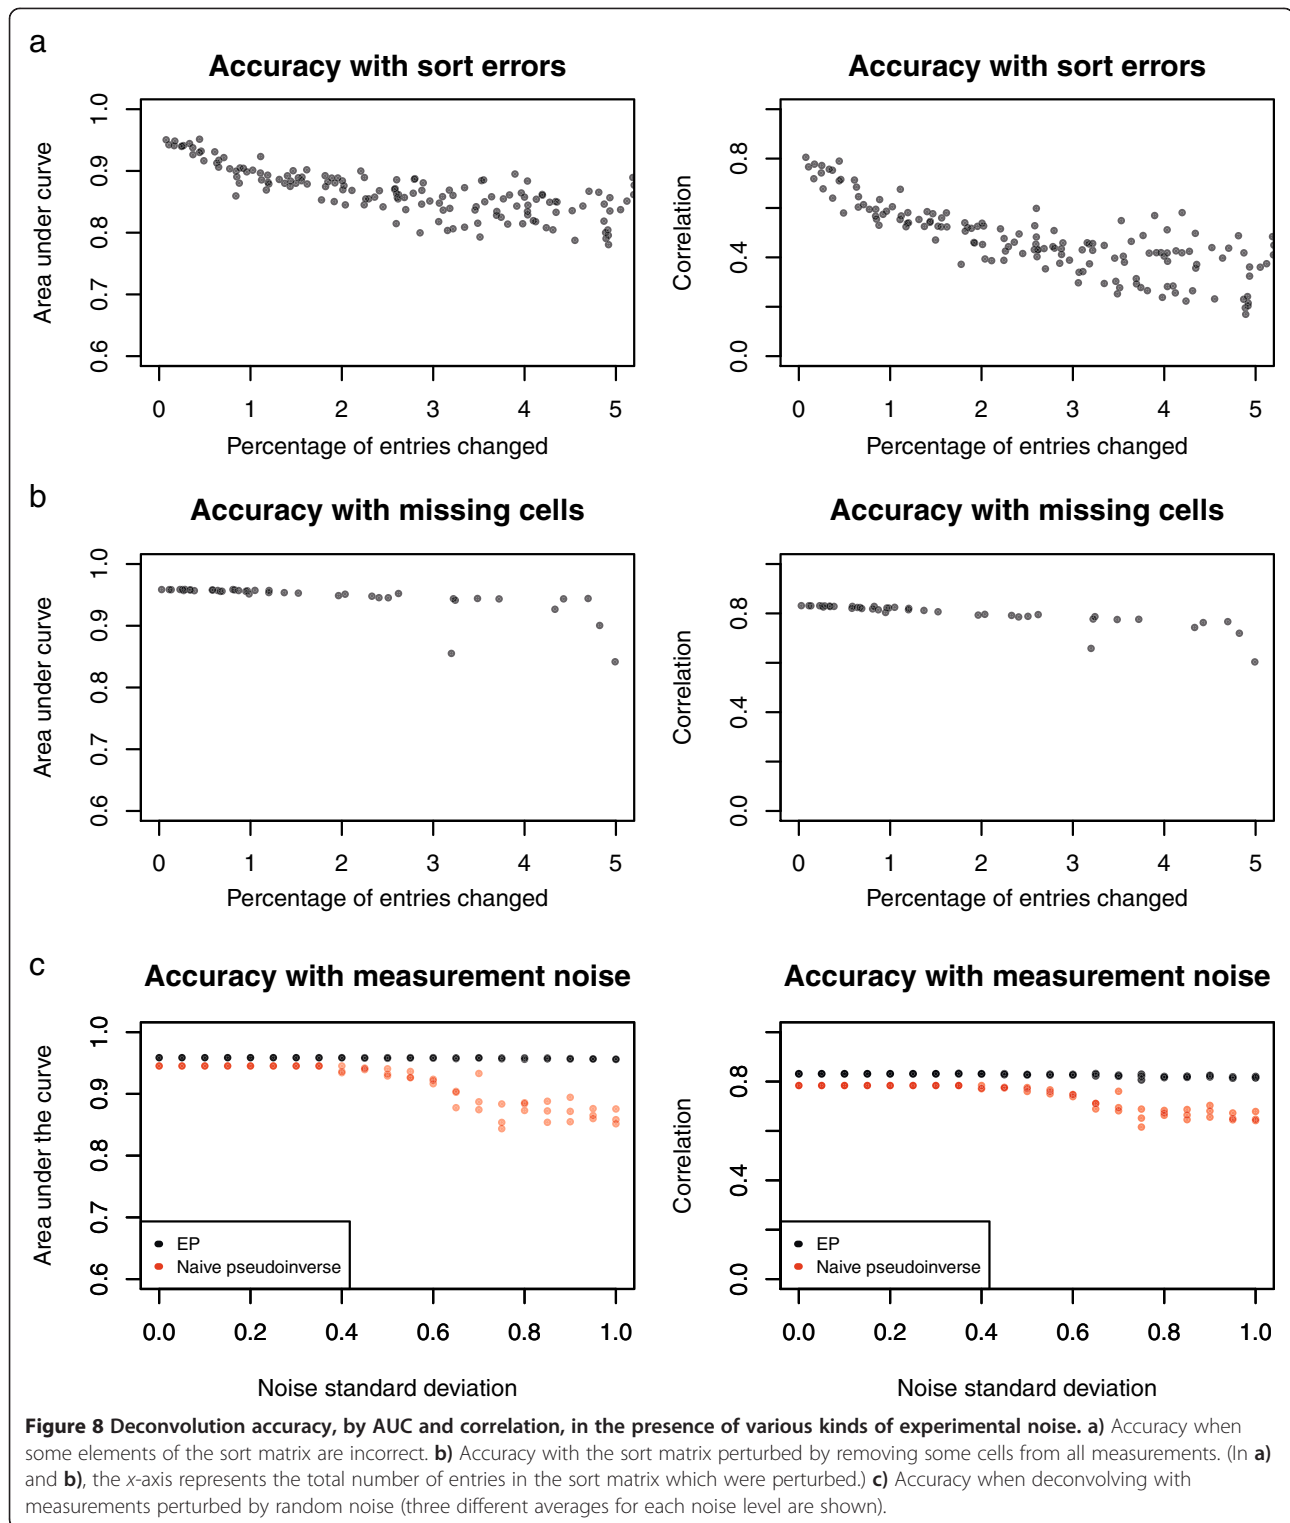 a
Accuracy with sort errors
Area under curve
1.0
0.9
0.8
0.7
0.6
0 1 2 3 4 5
Percentage of entries changed
Accuracy with sort errors
Correlation
0.8
0.4
0.0
0 1 2 3 4 5
Percentage of entries changed
b
Accuracy with missing cells
Area under curve
1.0
0.9
0.8
0.7
0.6
0 1 2 3 4 5
Percentage of entries changed
Accuracy with missing cells
Correlation
0.8
0.4
0.0
0 1 2 3 4 5
Percentage of entries changed
c
Accuracy with measurement noise
Area under the curve
1.0
0.9
0.8
0.7
0.6
EP
Naive pseudoinverse
0.0 0.2 0.4 0.6 0.8 1.0
Noise standard deviation
Accuracy with measurement noise
Correlation
0.8
0.4
0.0
EP
Naive pseudoinverse
0.0 0.2 0.4 0.6 0.8 1.0
Noise standard deviation
Figure 8 Deconvolution accuracy, by AUC and correlation, in the presence of various kinds of experimental noise. a) Accuracy when
some elements of the sort matrix are incorrect. b) Accuracy with the sort matrix perturbed by removing some cells from all measurements. (In a)
and b), the x-axis represents the total number of entries in the sort matrix which were perturbed.) c) Accuracy when deconvolving with
measurements perturbed by random noise (three different averages for each noise level are shown).